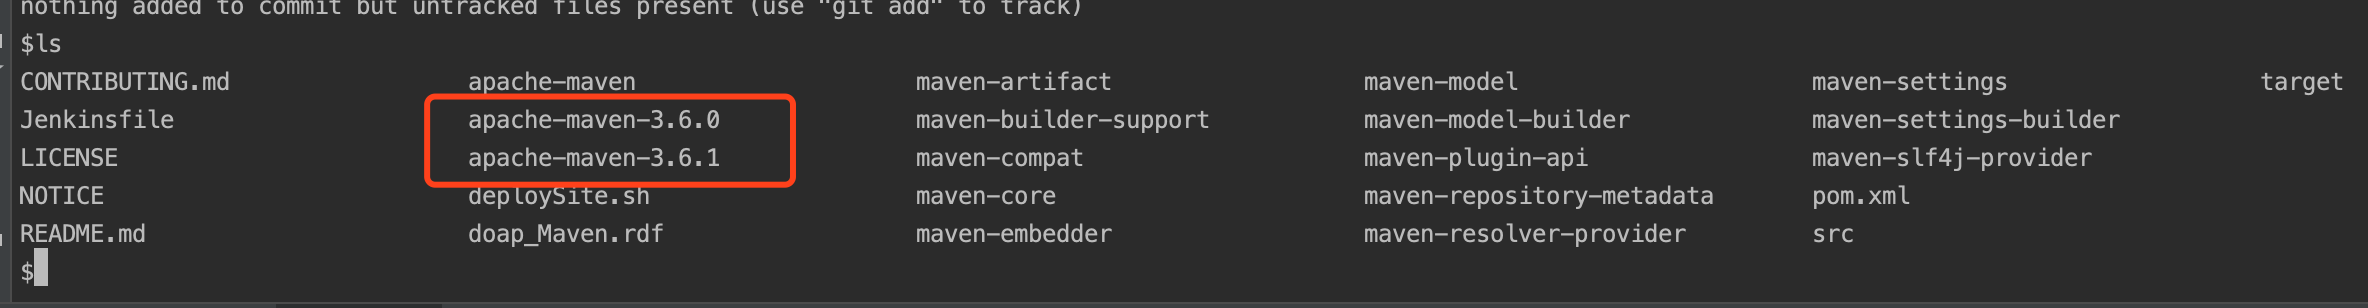 nothing added to commit but untracked files present (use "git add" to track)
$ls
CONTRIBUTING.md apache-maven maven-artifact maven-model maven-settings target
Jenkinsfile apache-maven-3.6.0 maven-builder-support maven-model-builder maven-settings-builder
LICENSE apache-maven-3.6.1 maven-compat maven-plugin-api maven-slf4j-provider
NOTICE deploySite.sh maven-core maven-repository-metadata pom.xml
README.md doap_Maven.rdf maven-embedder maven-resolver-provider src
$